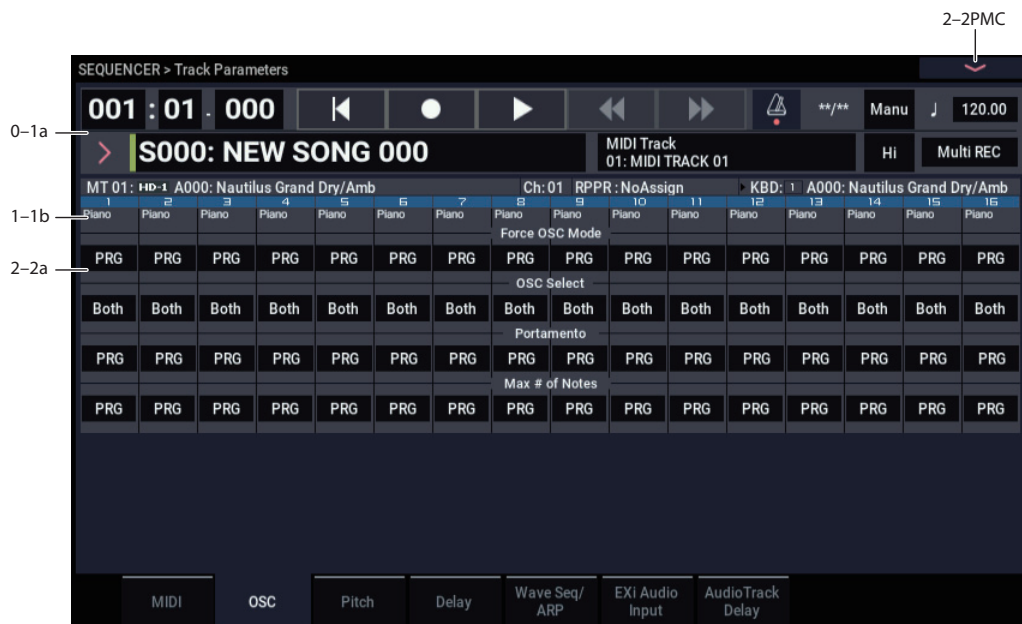 2–2PMC
SEQUENCER > Track Parameters
001 : 01 . 000 **/** Manu ♩ 120.00
0–1a
> S000: NEW SONG 000 MIDI Track Hi Multi REC
01: MIDI TRACK 01
MT 01: HD-1 A000: Nautilus Grand Dry/Amb Ch: 01 RPPR : NoAssign KBD: 1 A000: Nautilus Grand Dry/Amb
1 2 3 4 5 6 7 8 9 10 11 12 13 14 15 16
1–1b Piano Piano Piano Piano Piano Piano Piano Piano Piano Piano Piano Piano Piano Piano Piano Piano
Force OSC Mode
2–2a PRG PRG PRG PRG PRG PRG PRG PRG PRG PRG PRG PRG PRG PRG PRG PRG
OSC Select
Both Both Both Both Both Both Both Both Both Both Both Both Both Both Both Both
Portamento
PRG PRG PRG PRG PRG PRG PRG PRG PRG PRG PRG PRG PRG PRG PRG PRG
Max # of Notes
PRG PRG PRG PRG PRG PRG PRG PRG PRG PRG PRG PRG PRG PRG PRG PRG
MIDI OSC Pitch Delay Wave Seq/ ARP EXi Audio Input AudioTrack Delay